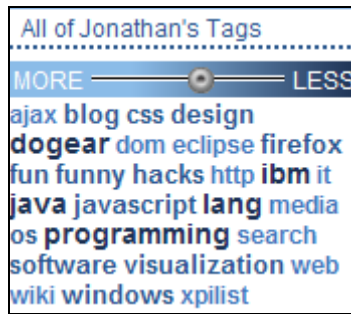 All of Jonathan's Tags
MORE LESS
ajax blog css design
dogear dom eclipse firefox
fun funny hacks http ibm it
java javascript lang media
os programming search
software visualization web
wiki windows xpilist